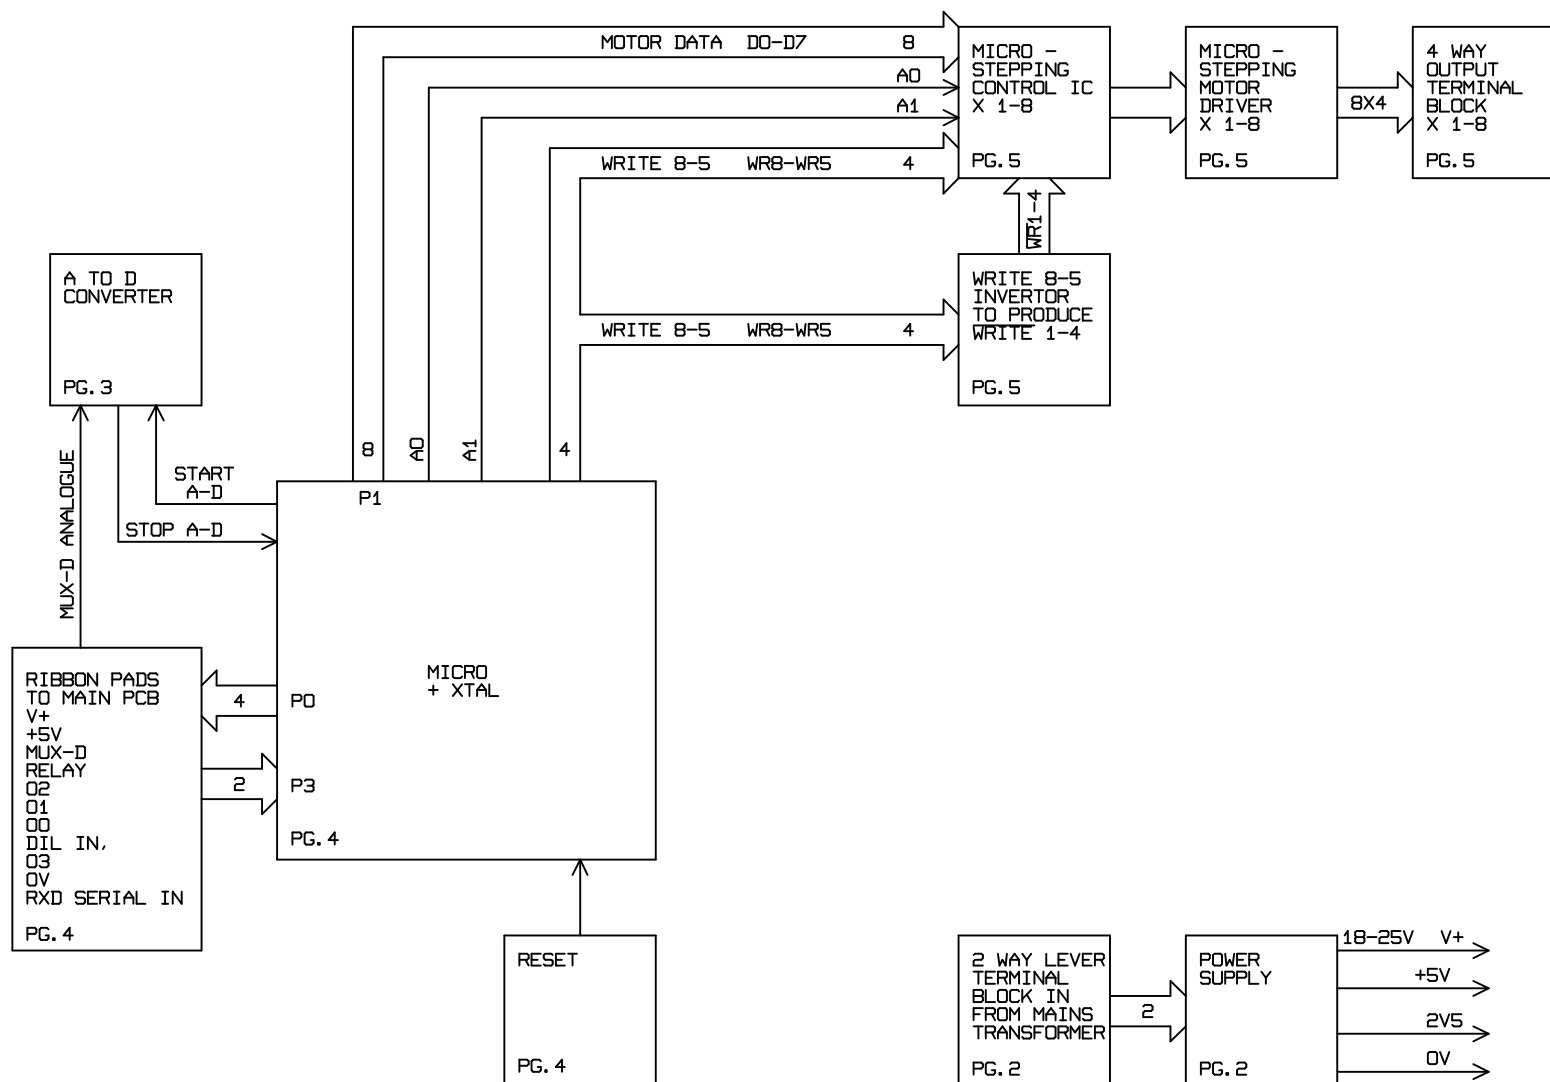 MOTOR DATA DO-D7 8
A0
A1
WRITE 8-5 WR8-WR5 4
MICRO -
STEPPING
CONTROL IC
X 1-8
PG.5
MICRO -
STEPPING
MOTOR
DRIVER
X 1-8
PG.5
8X4
4 WAY
OUTPUT
TERMINAL
BLOCK
X 1-8
PG.5
WR1-4
WRITE 8-5
INVERTOR
TO PRODUCE
WRITE 1-4
PG.5
WRITE 8-5 WR8-WR5 4
A TO D
CONVERTER
PG.3
MUX-D ANALOGUE
START
A-D
STOP A-D
8
A0
A1
4
P1
MICRO
+ XTAL
P0
P3
PG.4
4
2
RIBBON PADS
TO MAIN PCB
V+
+5V
MUX-D
RELAY
O2
O1
OO
DIL IN,
O3
OV
RXD SERIAL IN
PG.4
RESET
PG.4
2 WAY LEVER
TERMINAL
BLOCK IN
FROM MAINS
TRANSFORMER
PG.2
2
POWER
SUPPLY
PG.2
18-25V V+
+5V
2V5
OV